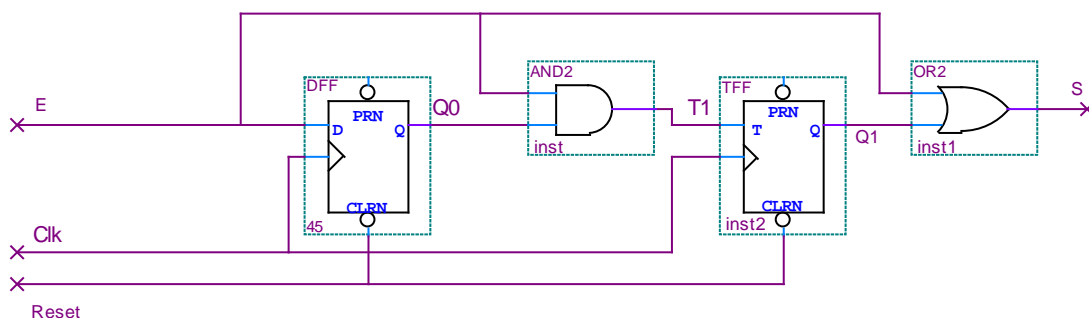 DFF
PRN
D
Q
CLRN
45
Q0
AND2
inst
T1
TFF
PRN
T
Q
CLRN
inst2
Q1
OR2
inst1
S
E
Clk
Reset